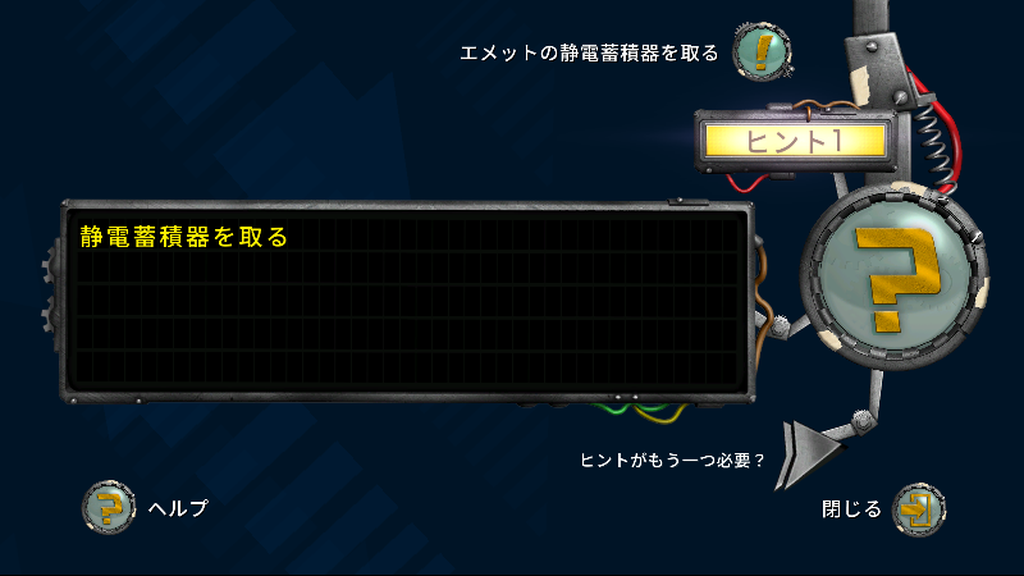 エメットの静電蓄積器を取る
ヒント1
静電蓄積器を取る
ヒントがもう一つ必要？
ヘルプ
閉じる